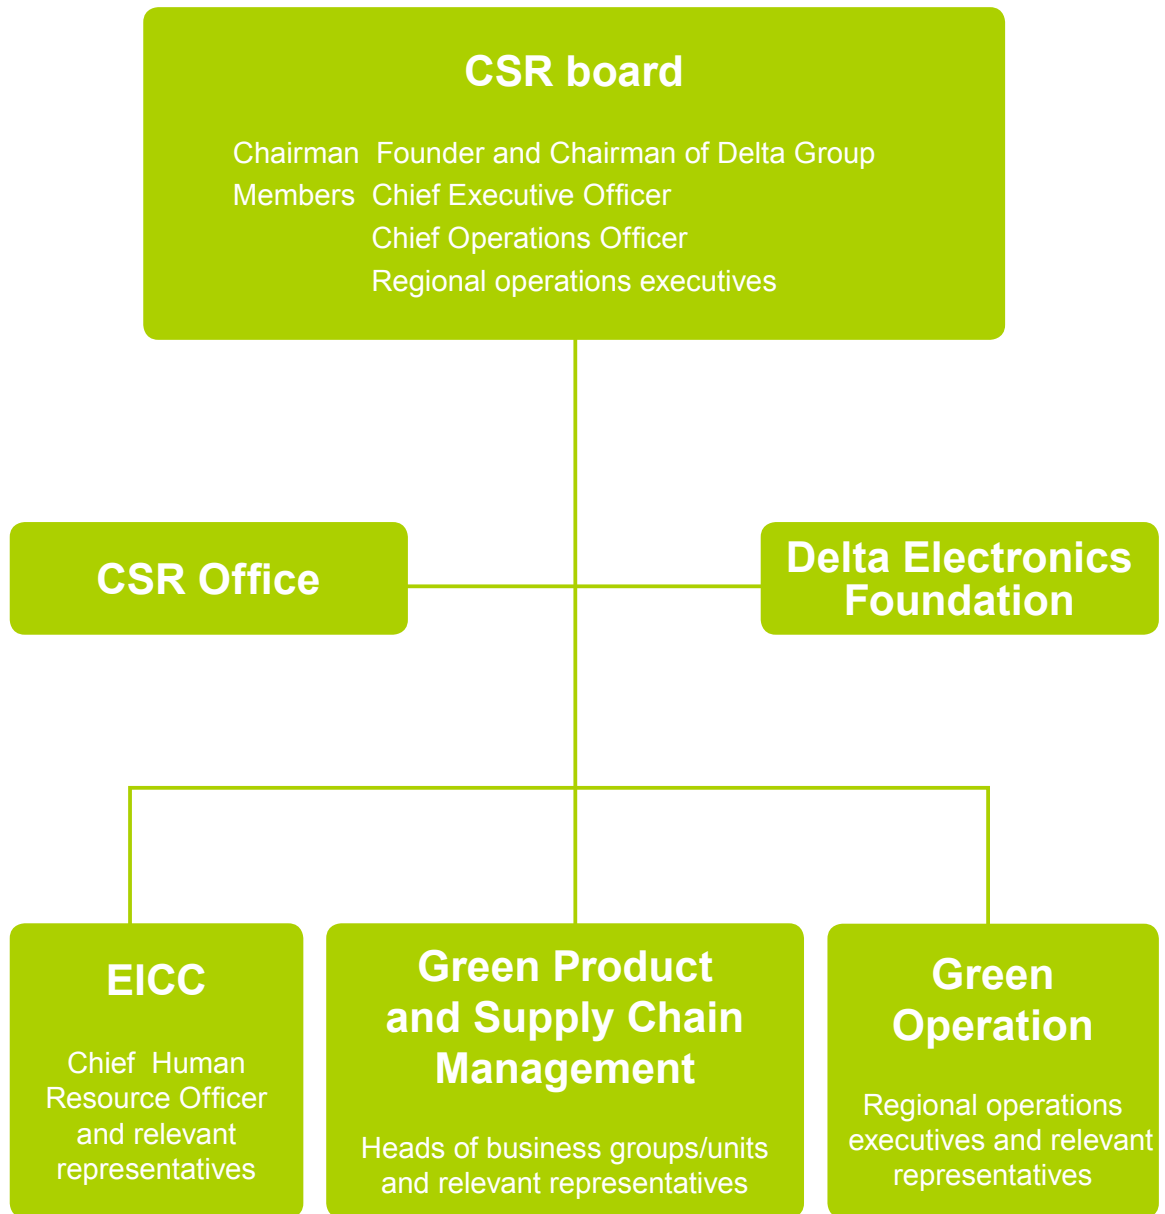 CSR board
Chairman Founder and Chairman of Delta Group
Members Chief Executive Officer
Chief Operations Officer
Regional operations executives
CSR Office
Delta Electronics
Foundation
EICC
Chief Human
Resource Officer
and relevant
representatives
Green Product
and Supply Chain
Management
Heads of business groups/units
and relevant representatives
Green
Operation
Regional operations
executives and relevant
representatives